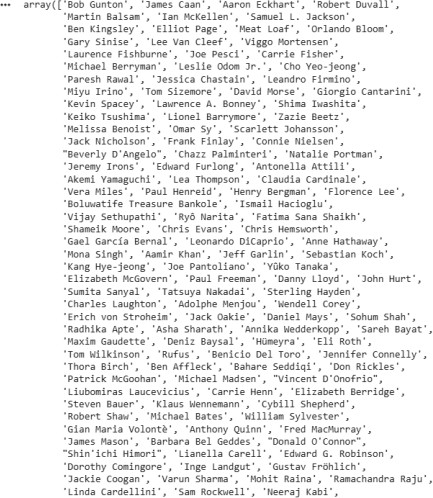 ••• array(['Bob Gunton', 'James Caan', 'Aaron Eckhart', 'Robert Duvall',
'Martin Balsam', 'Ian McKellen', 'Samuel L. Jackson',
'Ben Kingsley', 'Elliot Page', 'Meat Loaf', 'Orlando Bloom',
'Gary Sinise', 'Lee Van Cleef', 'Viggo Mortensen',
'Laurence Fishburne', 'Joe Pesci', 'Carrie Fisher',
'Michael Berryman', 'Leslie Odom Jr.', 'Cho Yeo-jeong',
'Paresh Rawal', 'Jessica Chastain', 'Leandro Firmino',
'Miyu Irino', 'Tom Sizemore', 'David Morse', 'Giorgio Cantarini',
'Kevin Spacey', 'Lawrence A. Bonney', 'Shima Iwashita',
'Keiko Tsushima', 'Lionel Barrymore', 'Zazie Beetz',
'Melissa Benoist', 'Omar Sy', 'Scarlett Johansson',
'Jack Nicholson', 'Frank Finlay', 'Connie Nielsen',
"Beverly D'Angelo", 'Chazz Palminteri', 'Natalie Portman',
'Jeremy Irons', 'Edward Furlong', 'Antonella Attili',
'Akemi Yamaguchi', 'Lea Thompson', 'Claudia Cardinale',
'Vera Miles', 'Paul Henreid', 'Henry Bergman', 'Florence Lee',
'Boluwatife Treasure Bankole', 'Ismail Hacioglu',
'Vijay Sethupathi', 'Ryô Narita', 'Fatima Sana Shaikh',
'Shameik Moore', 'Chris Evans', 'Chris Hemsworth',
'Gael García Bernal', 'Leonardo DiCaprio', 'Anne Hathaway',
'Mona Singh', 'Aamir Khan', 'Jeff Garlin', 'Sebastian Koch',
'Kang Hye-jeong', 'Joe Pantoliano', 'Yûko Tanaka',
'Elizabeth McGovern', 'Paul Freeman', 'Danny Lloyd', 'John Hurt',
'Sumita Sanyal', 'Tatsuya Nakadai', 'Sterling Hayden',
'Charles Laughton', 'Adolphe Menjou', 'Wendell Corey',
'Erich von Stroheim', 'Jack Oakie', 'Daniel Mays', 'Sohum Shah',
'Radhika Apte', 'Asha Sharath', 'Annika Wedderkopp', 'Sareh Bayat',
'Maxim Gaudette', 'Deniz Baysal', 'Hümeyra', 'Eli Roth',
'Tom Wilkinson', 'Rufus', 'Benicio Del Toro', 'Jennifer Connelly',
'Thora Birch', 'Ben Affleck', 'Bahare Seddiqi', 'Don Rickles',
'Patrick McGoohan', 'Michael Madsen', "Vincent D'Onofrio",
'Liubomiras Laucevicius', 'Carrie Henn', 'Elizabeth Berridge',
'Steven Bauer', 'Klaus Wennemann', 'Cybill Shepherd',
'Robert Shaw', 'Michael Bates', 'William Sylvester',
'Gian Maria Volontè', 'Anthony Quinn', 'Fred MacMurray',
'James Mason', 'Barbara Bel Geddes', "Donald O'Connor",
"Shin'ichi Himori", 'Lianella Carell', 'Edward G. Robinson',
'Dorothy Comingore', 'Inge Landgut', 'Gustav Fröhlich',
'Jackie Coogan', 'Varun Sharma', 'Mohit Raina', 'Ramachandra Raju',
'Linda Cardellini', 'Sam Rockwell', 'Neeraj Kabi',